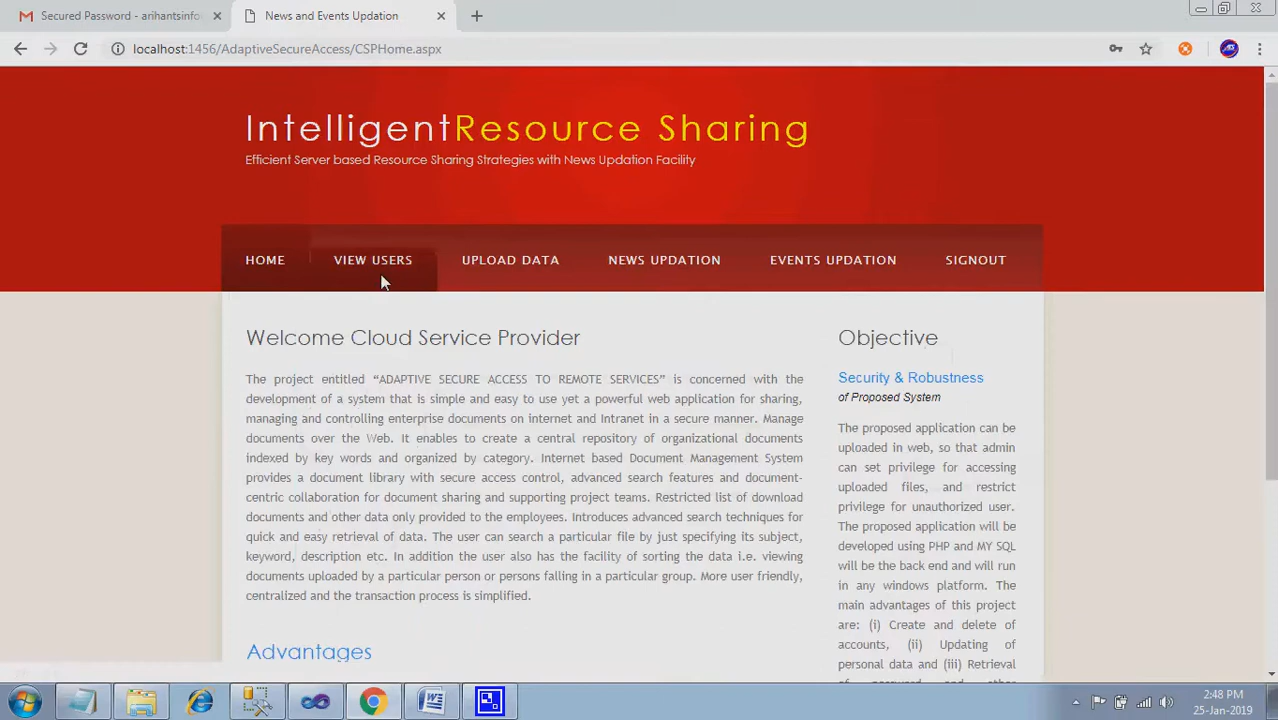 Secured Password - arihantsinfo
News and Events Updation
localhost:1456/AdaptiveSecureAccess/CSPHome.aspx
IntelligentResource Sharing
Efficient Server based Resource Sharing Strategies with News Updation Facility
HOME VIEW USERS UPLOAD DATA NEWS UPDATION EVENTS UPDATION SIGNOUT
Welcome Cloud Service Provider
The project entitled “ADAPTIVE SECURE ACCESS TO REMOTE SERVICES” is concerned with the
development of a system that is simple and easy to use yet a powerful web application for sharing,
managing and controlling enterprise documents on internet and Intranet in a secure manner. Manage
documents over the Web. It enables to create a central repository of organizational documents
indexed by key words and organized by category. Internet based Document Management System
provides a document library with secure access control, advanced search features and document-
centric collaboration for document sharing and supporting project teams. Restricted list of download
documents and other data only provided to the employees. Introduces advanced search techniques for
quick and easy retrieval of data. The user can search a particular file by just specifying its subject,
keyword, description etc. In addition the user also has the facility of sorting the data i.e. viewing
documents uploaded by a particular person or persons falling in a particular group. More user friendly,
centralized and the transaction process is simplified.
Advantages
Objective
Security & Robustness
of Proposed System
The proposed application can be
uploaded in web, so that admin
can set privilege for accessing
uploaded files, and restrict
privilege for unauthorized user.
The proposed application will be
developed using PHP and MY SQL
will be the back end and will run
in any windows platform. The
main advantages of this project
are: (i) Create and delete of
accounts, (ii) Updating of
personal data and (iii) Retrieval
2:48 PM
25-Jan-2019